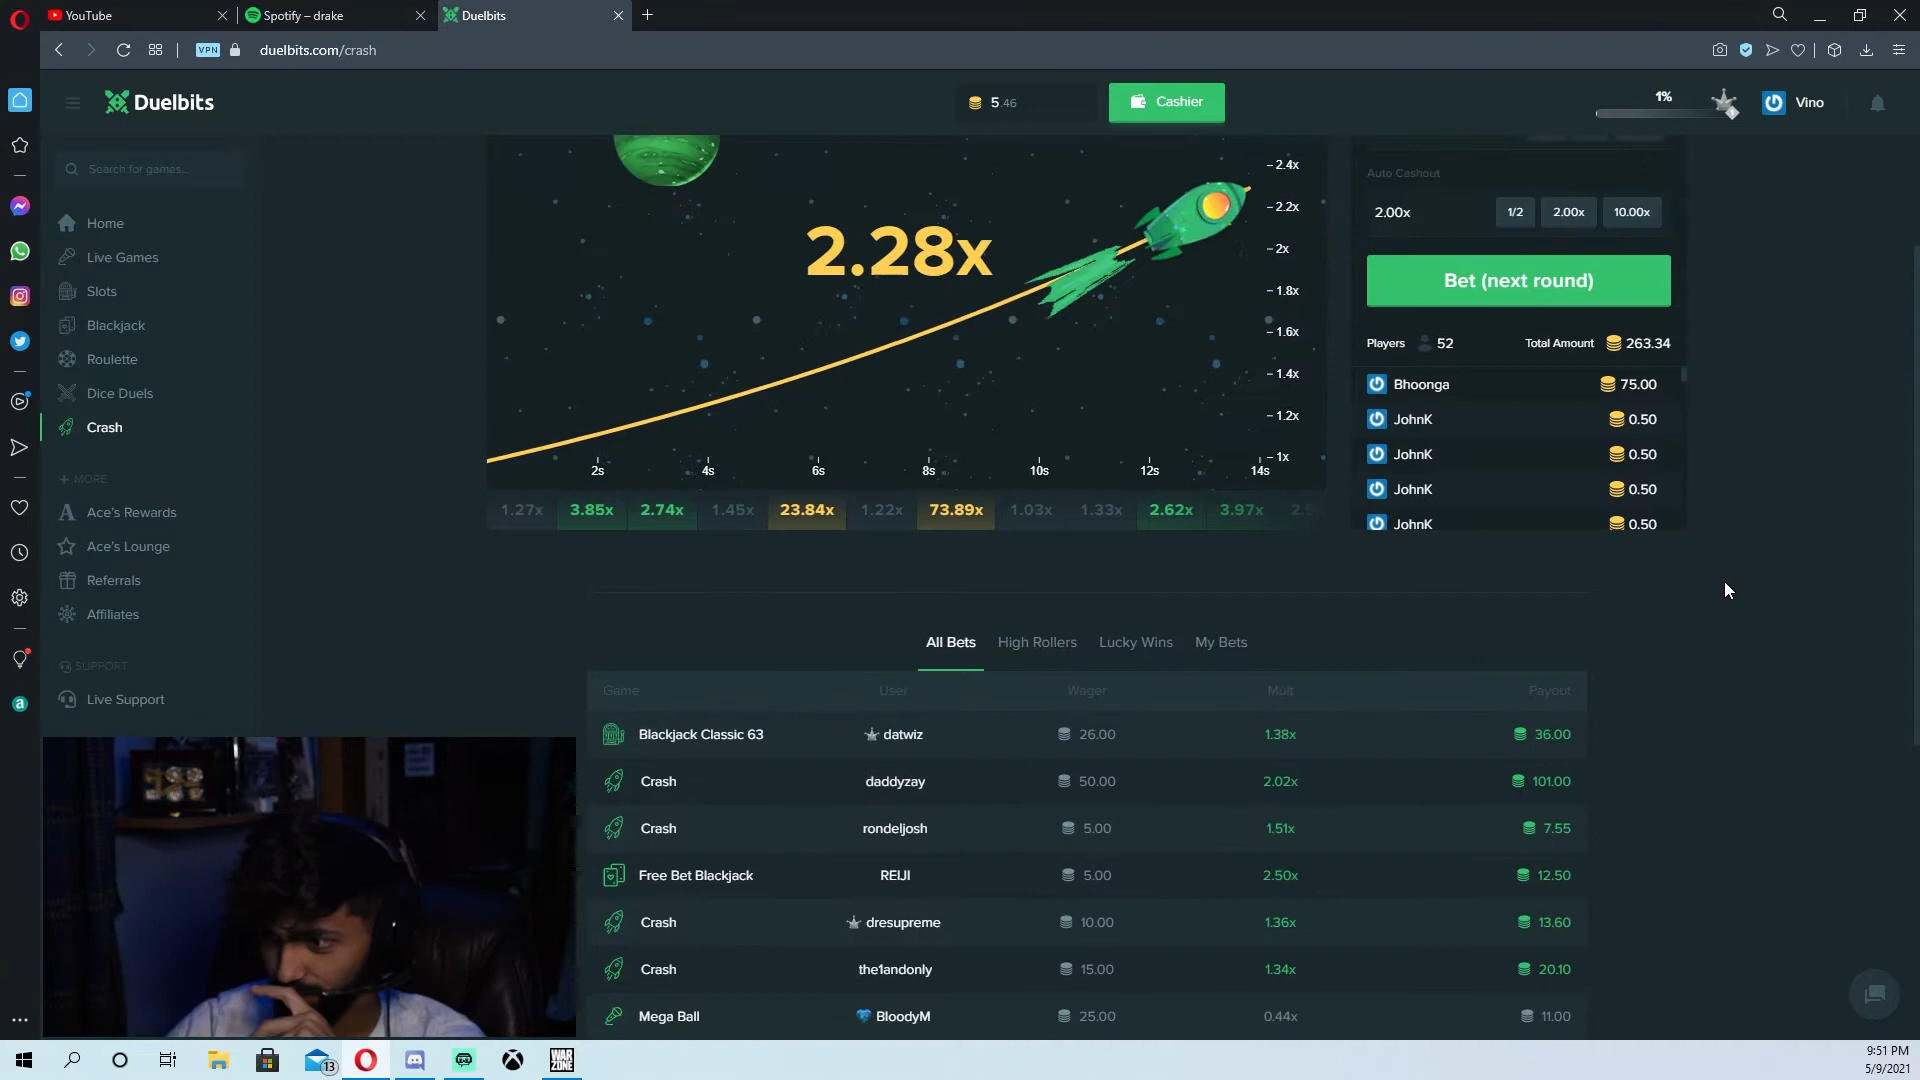 YouTube
Spotify – drake
Duelbits
VPN
duelbits.com/crash
Duelbits
5.46
Cashier
1%
Vino
Search for games...
Home
Live Games
Slots
Blackjack
Roulette
Dice Duels
Crash
+ MORE
Ace's Rewards
Ace's Lounge
Referrals
Affiliates
SUPPORT
Live Support
2.28x
2.4x
2.2x
2x
1.8x
1.6x
1.4x
1.2x
1x
2s 4s 6s 8s 10s 12s 14s
1.27x 3.85x 2.74x 1.45x 23.84x 1.22x 73.89x 1.03x 1.33x 2.62x 3.97x
Auto Cashout
2.00x 1/2 2.00x 10.00x
Bet (next round)
Players 52 Total Amount 263.34
Bhoonga 75.00
JohnK 0.50
JohnK 0.50
JohnK 0.50
JohnK 0.50
All Bets High Rollers Lucky Wins My Bets
Game User Wager Mult Payout
Blackjack Classic 63 datwiz 26.00 1.38x 36.00
Crash daddyzay 50.00 2.02x 101.00
Crash rondeljosh 5.00 1.51x 7.55
Free Bet Blackjack REIJI 5.00 2.50x 12.50
Crash dresupreme 10.00 1.36x 13.60
Crash the1andonly 15.00 1.34x 20.10
Mega Ball BloodyM 25.00 0.44x 11.00
13
WAR
ZONE
9:51 PM
5/9/2021